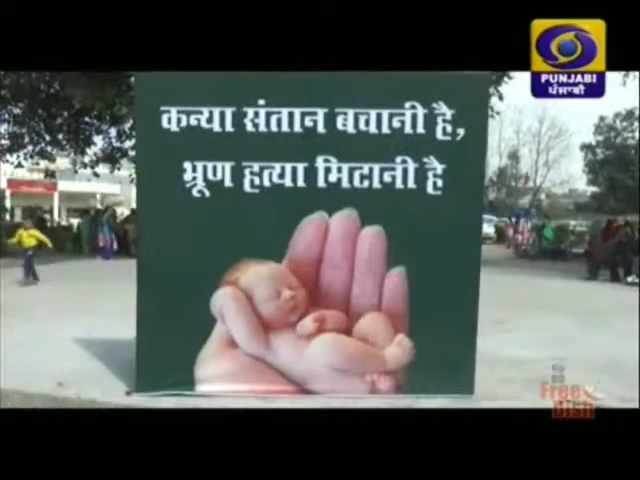 PUNJABI
ਪੰਜਾਬੀ
कन्या संतान बचानी है,
भ्रूण हत्या मिटानी है
Free
dish